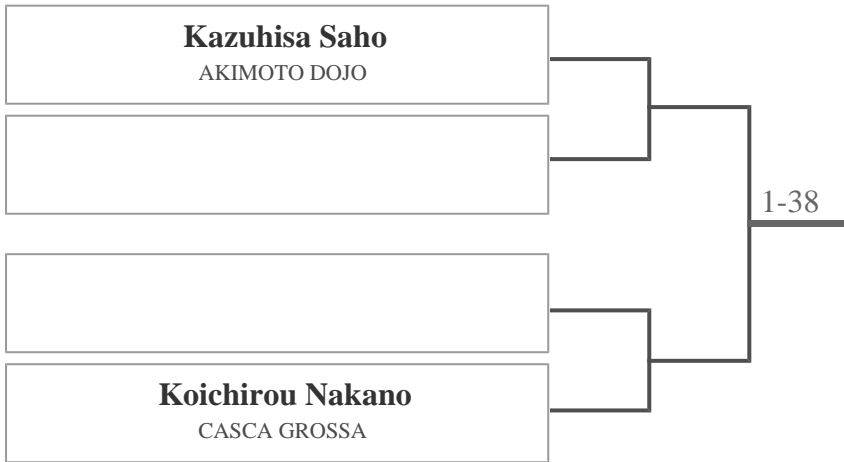 Kazuhisa Saho
AKIMOTO DOJO
1-38
Koichirou Nakano
CASCA GROSSA